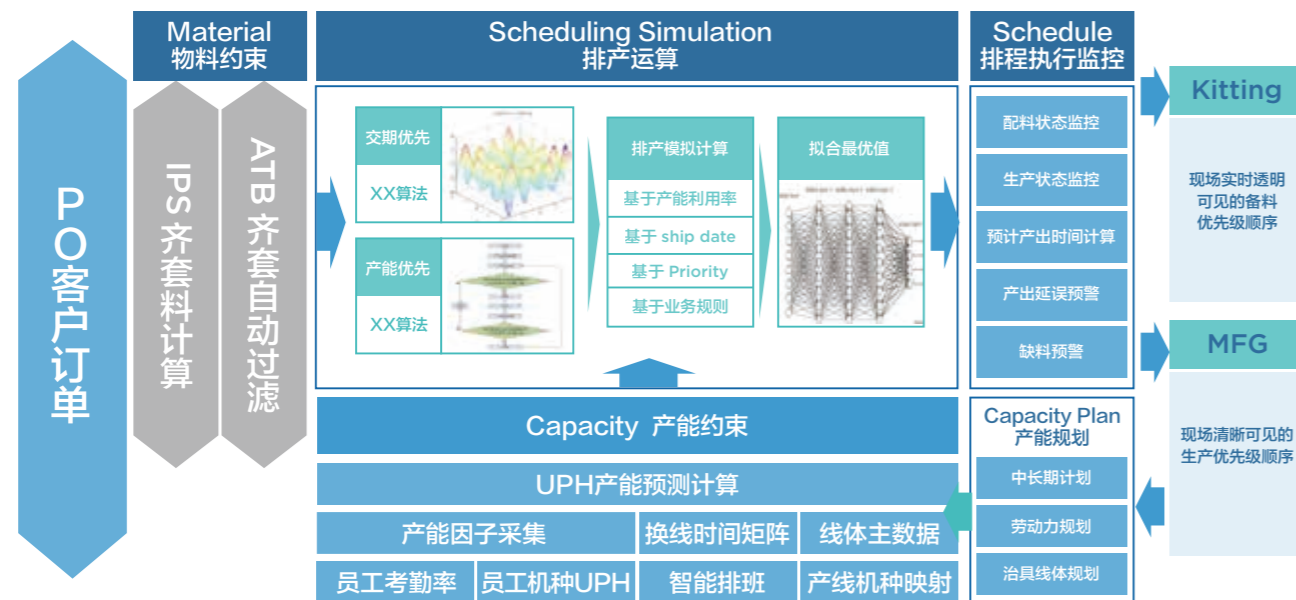 PO客户订单
Material
物料约束
IPS 齐套料计算
ATB 齐套自动过滤
Scheduling Simulation
排产运算
交期优先
XX算法
产能优先
XX算法
排产模拟计算
基于产能利用率
基于 ship date
基于 Priority
基于业务规则
拟合最优值
Capacity 产能约束
UPH产能预测计算
产能因子采集
换线时间矩阵
线体主数据
员工考勤率
员工机种UPH
智能排班
产线机种映射
Schedule
排程执行监控
配料状态监控
生产状态监控
预计产出时间计算
产出延误预警
缺料预警
Capacity Plan
产能规划
中长期计划
劳动力规划
治具线体规划
Kitting
现场实时透明
可见的备料
优先级顺序
MFG
现场清晰可见的
生产优先级顺序